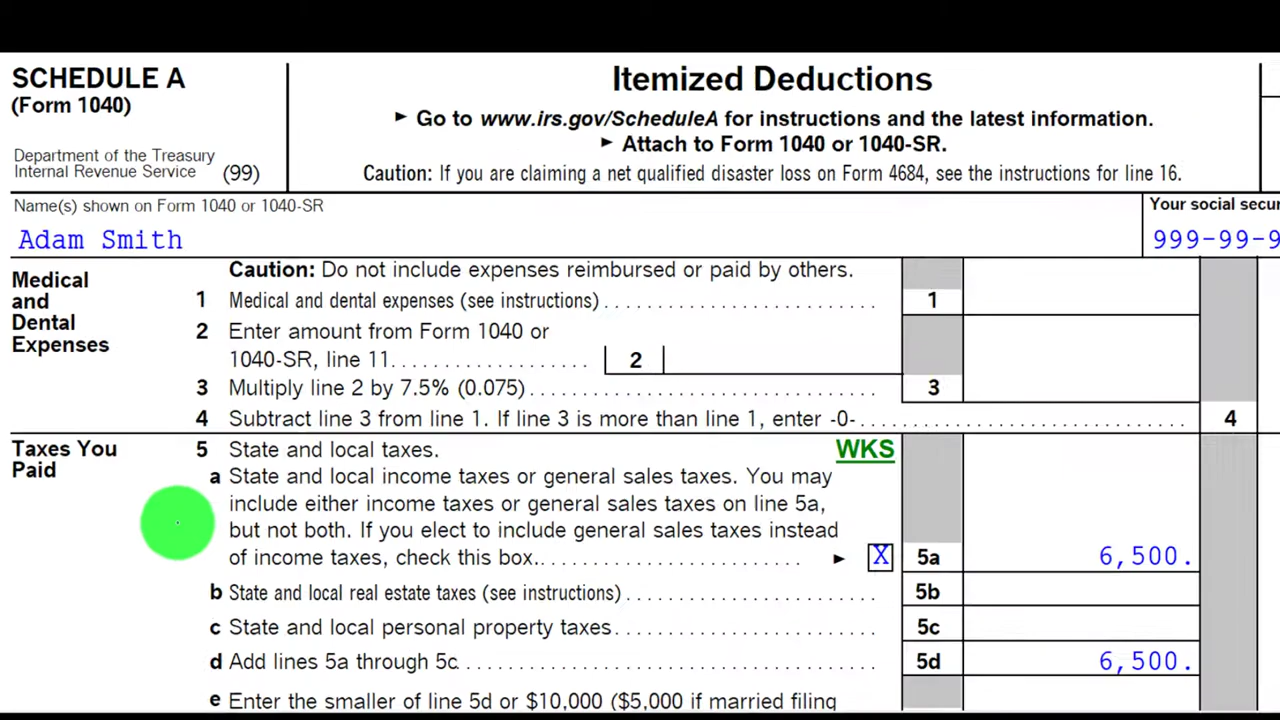 SCHEDULE A
(Form 1040)
Department of the Treasury
Internal Revenue Service (99)
Itemized Deductions
► Go to www.irs.gov/ScheduleA for instructions and the latest information.
► Attach to Form 1040 or 1040-SR.
Caution: If you are claiming a net qualified disaster loss on Form 4684, see the instructions for line 16.
Name(s) shown on Form 1040 or 1040-SR
Your social secur
Adam Smith
999-99-9
Medical and Dental Expenses
Caution: Do not include expenses reimbursed or paid by others.
1 Medical and dental expenses (see instructions) 1
2 Enter amount from Form 1040 or
1040-SR, line 11 2
3 Multiply line 2 by 7.5% (0.075) 3
4 Subtract line 3 from line 1. If line 3 is more than line 1, enter -0- 4
Taxes You Paid
5 State and local taxes. WKS
a State and local income taxes or general sales taxes. You may
include either income taxes or general sales taxes on line 5a,
but not both. If you elect to include general sales taxes instead
of income taxes, check this box. ► X 5a 6,500.
b State and local real estate taxes (see instructions) 5b
c State and local personal property taxes 5c
d Add lines 5a through 5c 5d 6,500.
e Enter the smaller of line 5d or $10,000 ($5,000 if married filing